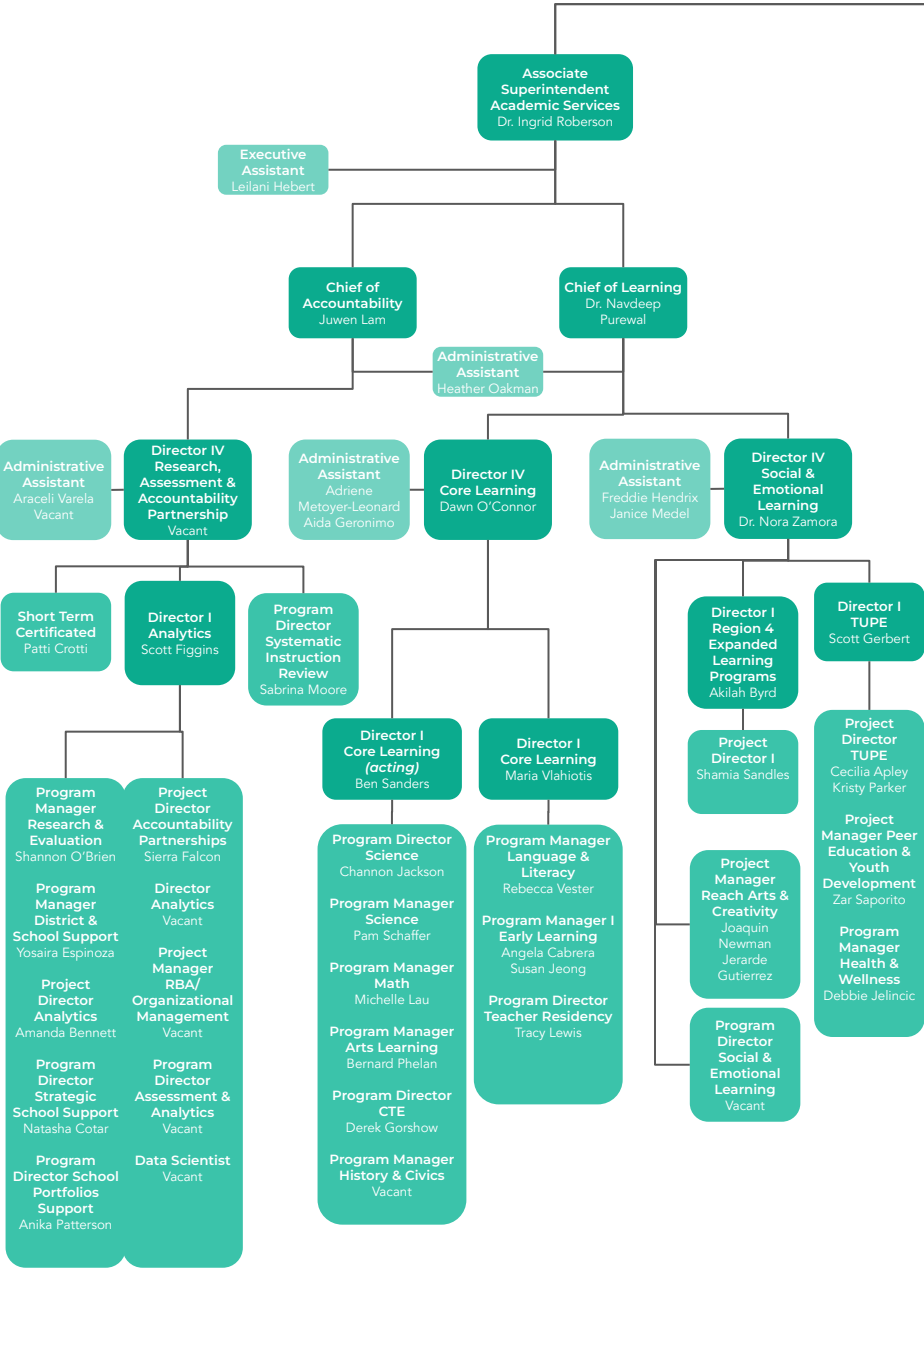 Associate
Superintendent
Academic Services
Dr. Ingrid Roberson
Executive
Assistant
Leilani Hebert
Chief of
Accountability
Juwen Lam
Chief of Learning
Dr. Navdeep
Purewal
Administrative
Assistant
Heather Oakman
Administrative
Assistant
Araceli Varela
Vacant
Director IV
Research,
Assessment &
Accountability
Partnership
Vacant
Administrative
Assistant
Adriene
Metoyer-Leonard
Aida Geronimo
Director IV
Core Learning
Dawn O’Connor
Administrative
Assistant
Freddie Hendrix
Janice Medel
Director IV
Social &
Emotional
Learning
Dr. Nora Zamora
Short Term
Certificated
Patti Crotti
Director I
Analytics
Scott Figgins
Program
Director
Systematic
Instruction
Review
Sabrina Moore
Director I
Region 4
Expanded
Learning
Programs
Akilah Byrd
Director I
TUPE
Scott Gerbert
Director I
Core Learning
(acting)
Ben Sanders
Director I
Core Learning
Maria Vlahiotis
Project
Director I
Shamia Sandles
Project
Director
TUPE
Cecilia Apley
Kristy Parker
Project
Manager Peer
Education &
Youth
Development
Zar Saporito
Program
Manager
Health &
Wellness
Debbie Jelincic
Program
Manager
Research &
Evaluation
Shannon O’Brien
Program
Manager
District &
School Support
Yosaira Espinoza
Project
Director
Analytics
Amanda Bennett
Program
Director
Strategic
School Support
Natasha Cotar
Program
Director School
Portfolios
Support
Anika Patterson
Project
Director
Accountability
Partnerships
Sierra Falcon
Director
Analytics
Vacant
Project
Manager
RBA/
Organizational
Management
Vacant
Program
Director
Assessment &
Analytics
Vacant
Data Scientist
Vacant
Program Director
Science
Channon Jackson
Program Manager
Science
Pam Schaffer
Program Manager
Math
Michelle Lau
Program Manager
Arts Learning
Bernard Phelan
Program Director
CTE
Derek Gorshow
Program Manager
History & Civics
Vacant
Program Manager
Language &
Literacy
Rebecca Vester
Program Manager I
Early Learning
Angela Cabrera
Susan Jeong
Program Director
Teacher Residency
Tracy Lewis
Project
Manager
Reach Arts &
Creativity
Joaquin
Newman
Jerarde
Gutierrez
Program
Director
Social &
Emotional
Learning
Vacant